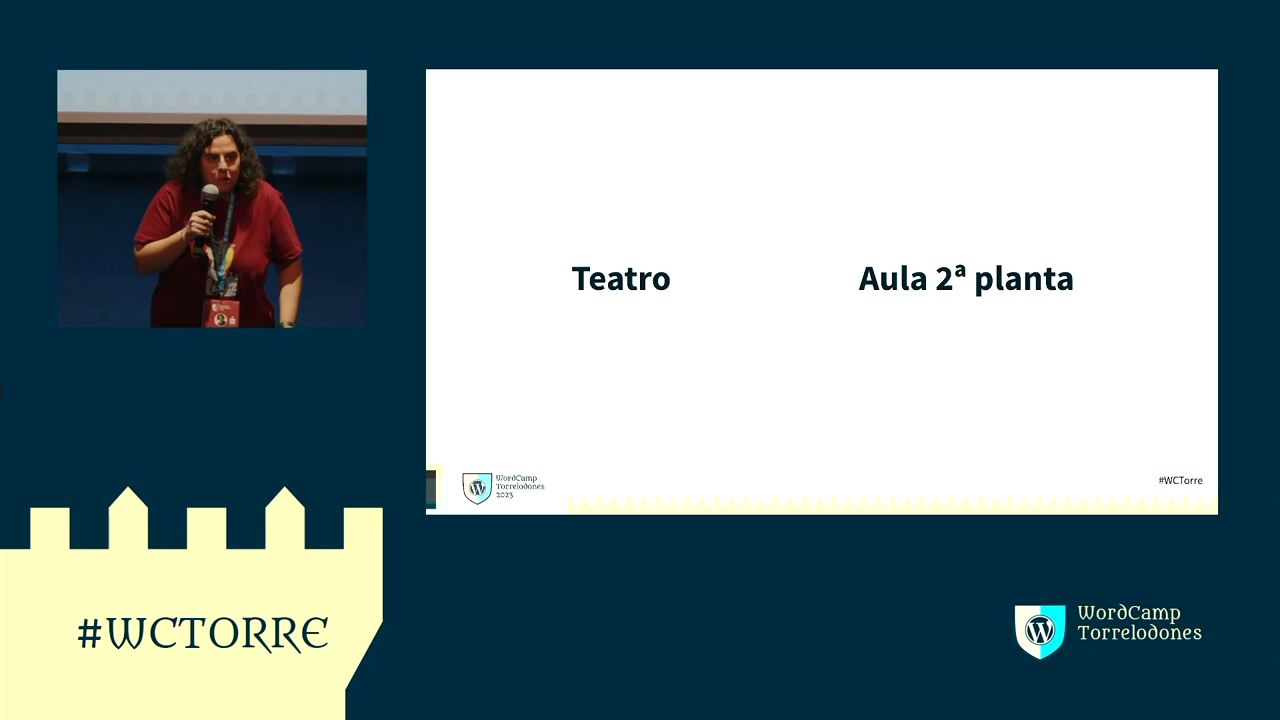 Teatro
Aula 2ª planta
WordCamp
Torrelodones
2023
#WCTorre
#WCTORRE
WordCamp
Torrelodones